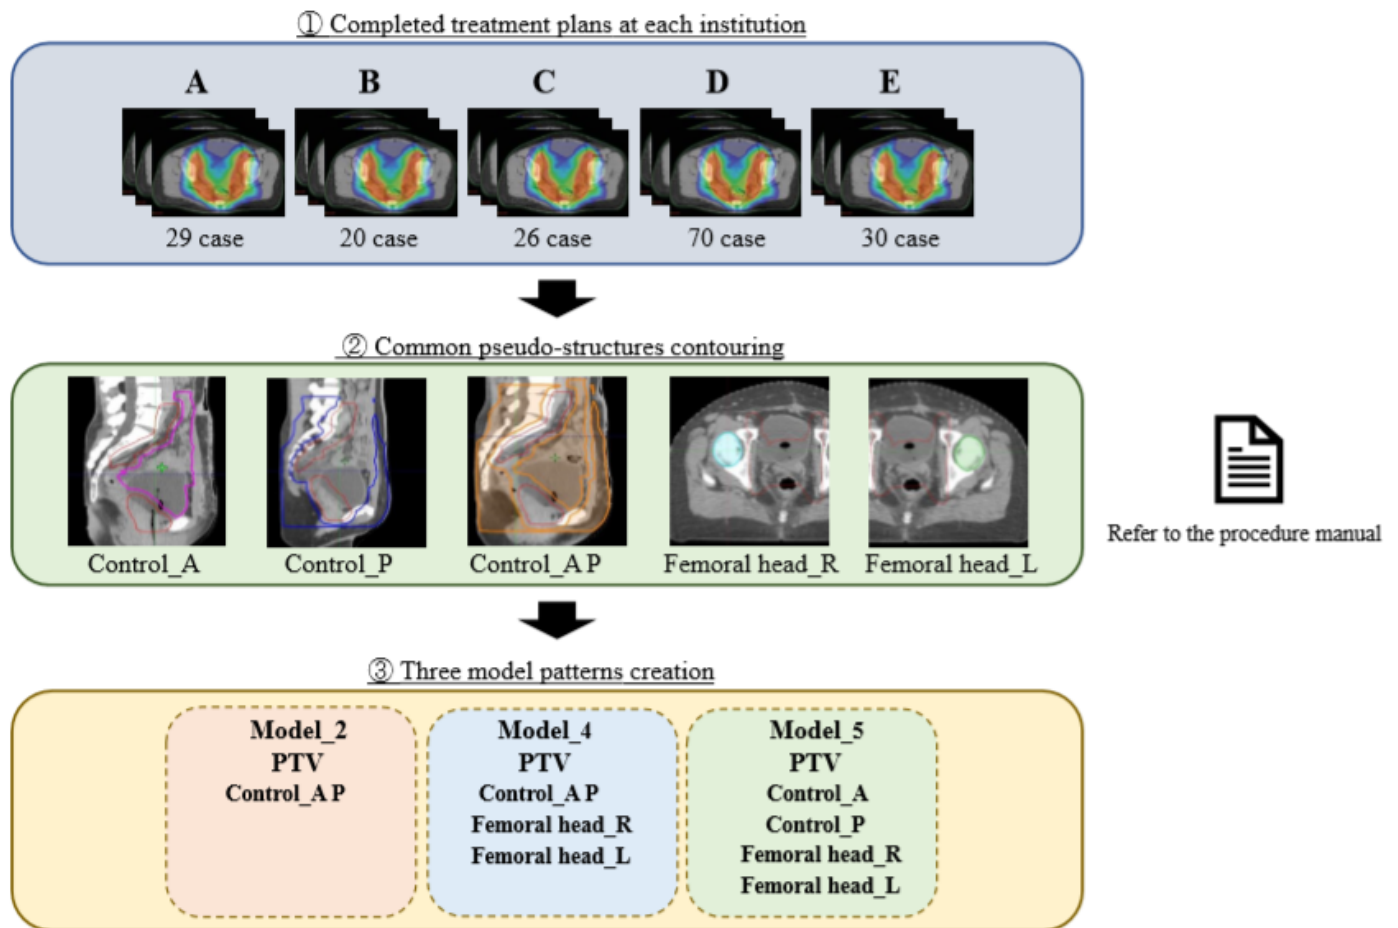 ① Completed treatment plans at each institution
A B C D E
29 case 20 case 26 case 70 case 30 case
② Common pseudo-structures contouring
Control_A Control_P Control_A P Femoral head_R Femoral head_L
Refer to the procedure manual
③ Three model patterns creation
Model_2
PTV
Control_A P
Model_4
PTV
Control_A P
Femoral head_R
Femoral head_L
Model_5
PTV
Control_A
Control_P
Femoral head_R
Femoral head_L